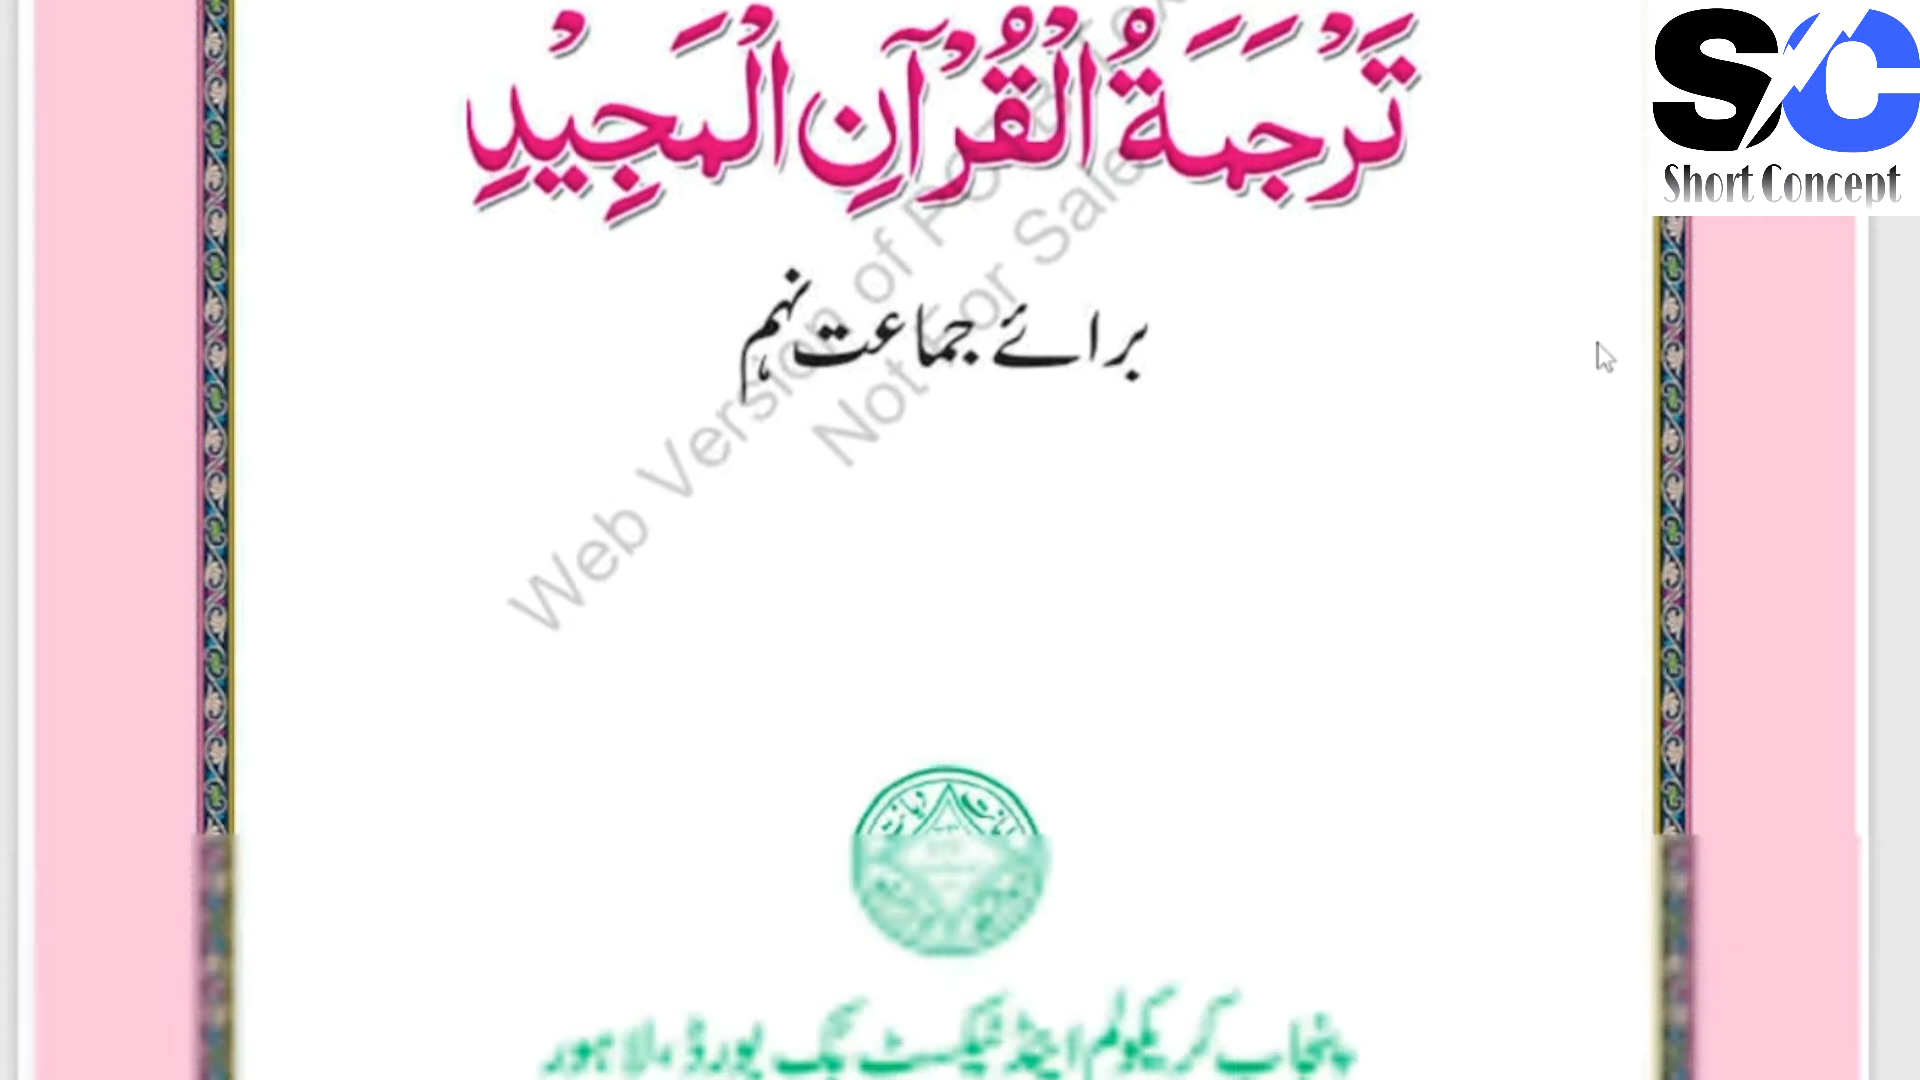 تَرْجَمَةُ الْقُرْآنِ الْمَجِيْدِ
S/C
Short Concept
برائے جماعت نہم
Web Version of PCTB
Not For Sale
پنجاب کریکولم اینڈ ٹیکسٹ بک بورڈ، لاہور